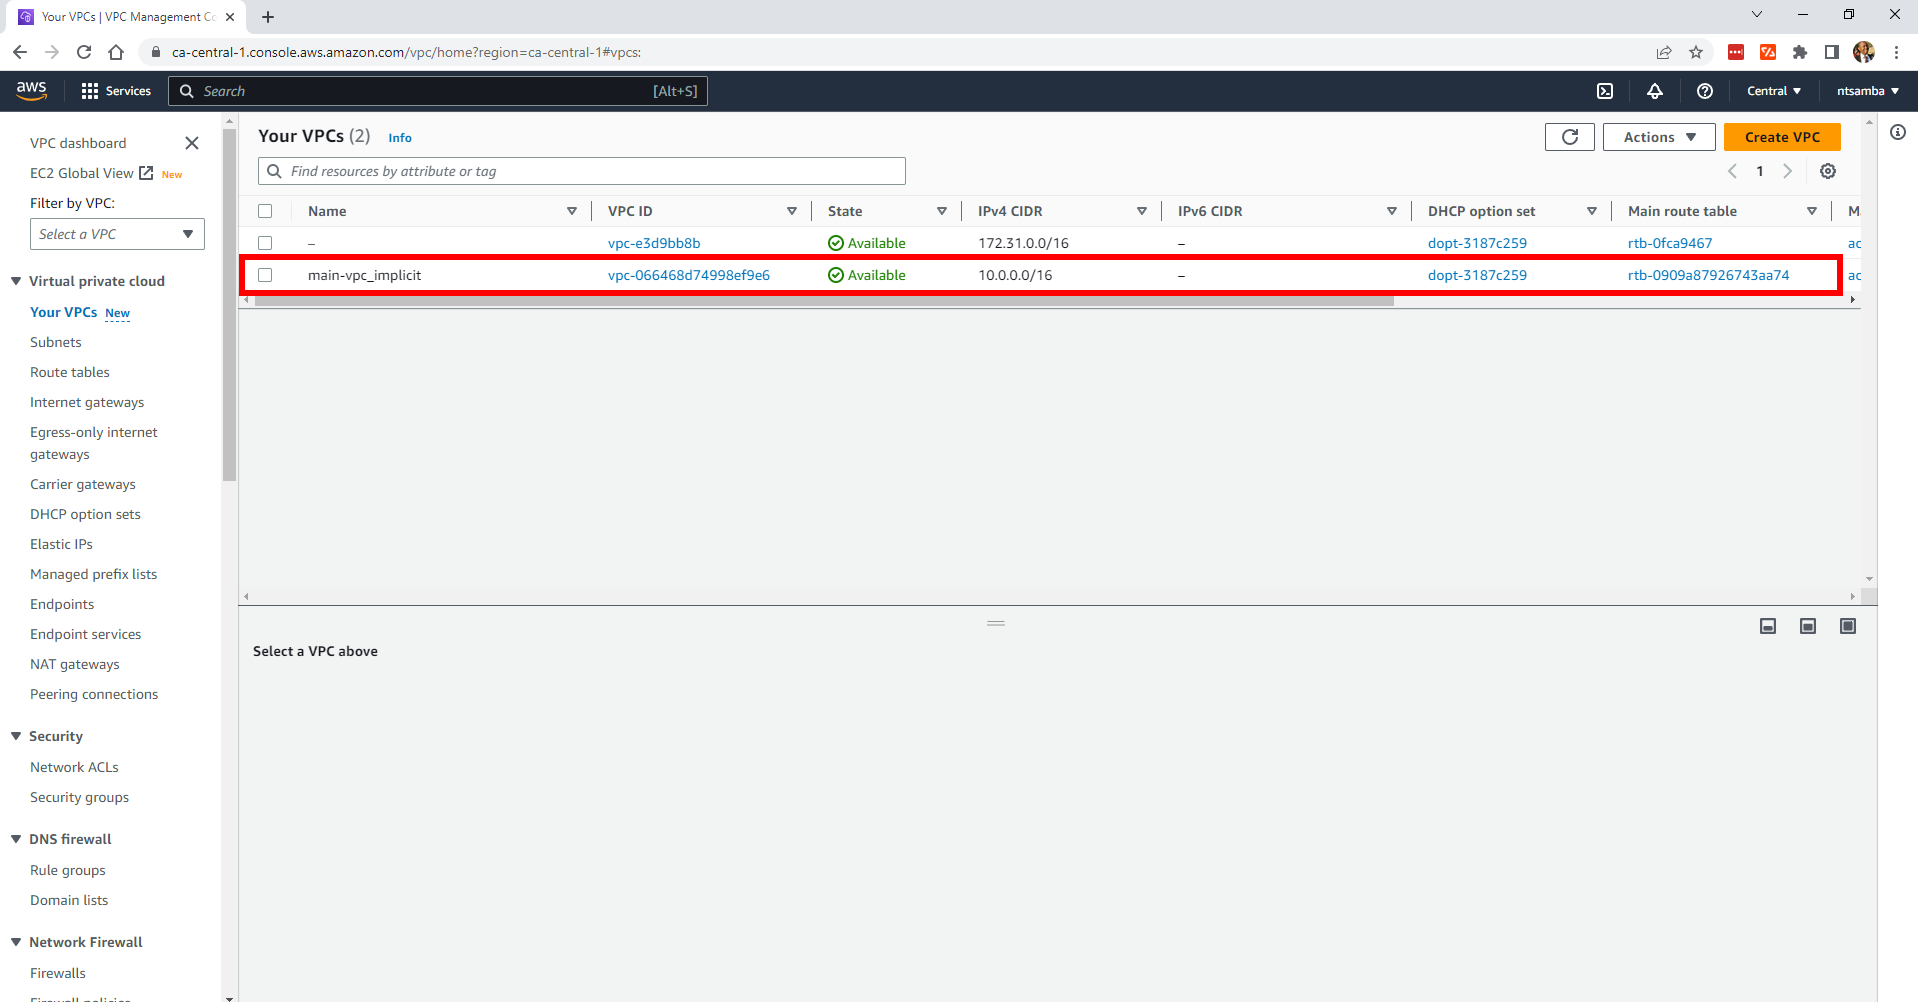 Your VPCs | VPC Management Co
ca-central-1.console.aws.amazon.com/vpc/home?region=ca-central-1#vpcs:
aws Services Search [Alt+S] Central ntsamba
VPC dashboard
EC2 Global View New
Filter by VPC:
Select a VPC
Virtual private cloud
Your VPCs New
Subnets
Route tables
Internet gateways
Egress-only internet
gateways
Carrier gateways
DHCP option sets
Elastic IPs
Managed prefix lists
Endpoints
Endpoint services
NAT gateways
Peering connections
Security
Network ACLs
Security groups
DNS firewall
Rule groups
Domain lists
Network Firewall
Firewalls
Firewall policies
Your VPCs (2) Info
Actions
Create VPC
Find resources by attribute or tag
1
Name VPC ID State IPv4 CIDR IPv6 CIDR DHCP option set Main route table M
– vpc-e3d9bb8b Available 172.31.0.0/16 – dopt-3187c259 rtb-0fca9467 ac
main-vpc_implicit vpc-066468d74998ef9e6 Available 10.0.0.0/16 – dopt-3187c259 rtb-0909a87926743aa74 ac
Select a VPC above